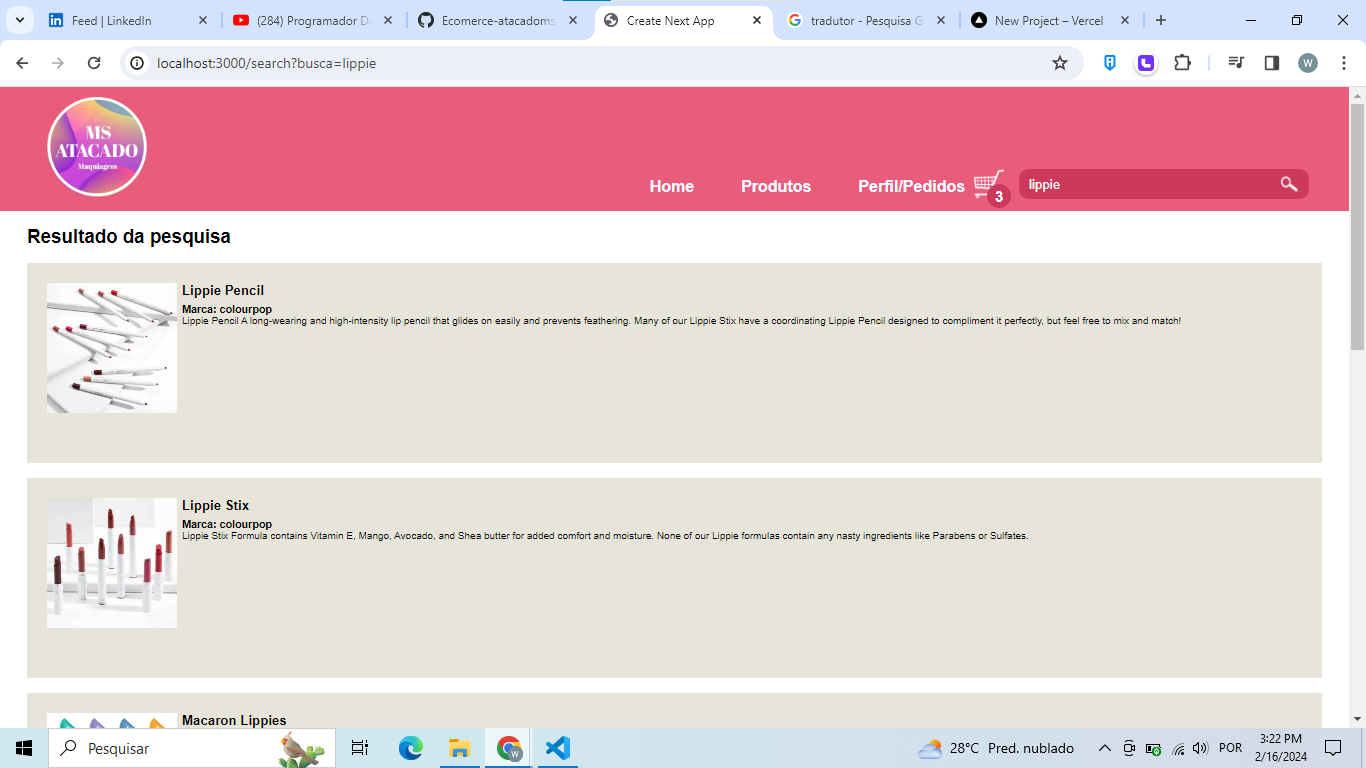 Feed | LinkedIn
(284) Programador D
Ecomerce-atacadoms
Create Next App
tradutor - Pesquisa G
New Project – Vercel
localhost:3000/search?busca=lippie
W
MS
ATACADO
Maquiagem
Home
Produtos
Perfil/Pedidos
3
lippie
Resultado da pesquisa
Lippie Pencil
Marca: colourpop
Lippie Pencil A long-wearing and high-intensity lip pencil that glides on easily and prevents feathering. Many of our Lippie Stix have a coordinating Lippie Pencil designed to compliment it perfectly, but feel free to mix and match!
Lippie Stix
Marca: colourpop
Lippie Stix Formula contains Vitamin E, Mango, Avocado, and Shea butter for added comfort and moisture. None of our Lippie formulas contain any nasty ingredients like Parabens or Sulfates.
Macaron Lippies
Pesquisar
W
28°C Pred. nublado
POR
3:22 PM
2/16/2024